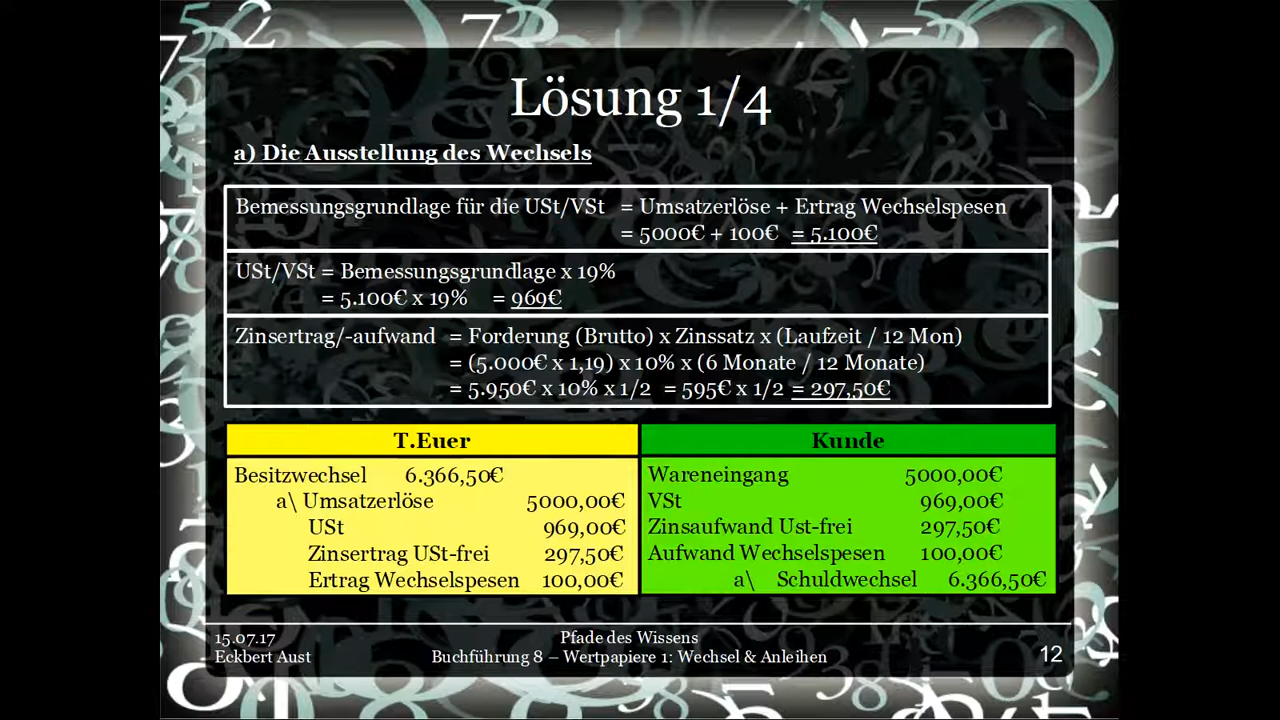 Lösung 1/4
a) Die Ausstellung des Wechsels
Bemessungsgrundlage für die USt/VSt = Umsatzerlöse + Ertrag Wechselspesen
= 5000€ + 100€ = 5.100€
USt/VSt = Bemessungsgrundlage x 19%
= 5.100€ x 19% = 969€
Zinsertrag/-aufwand = Forderung (Brutto) x Zinssatz x (Laufzeit / 12 Mon)
= (5.000€ x 1,19) x 10% x (6 Monate / 12 Monate)
= 5.950€ x 10% x 1/2 = 595€ x 1/2 = 297,50€
T.Euer
Besitzwechsel 6.366,50€
a\ Umsatzerlöse 5000,00€
USt 969,00€
Zinsertrag USt-frei 297,50€
Ertrag Wechselspesen 100,00€
Kunde
Wareneingang 5000,00€
VSt 969,00€
Zinsaufwand Ust-frei 297,50€
Aufwand Wechselspesen 100,00€
a\ Schuldwechsel 6.366,50€
15.07.17
Eckbert Aust
Pfade des Wissens
Buchführung 8 – Wertpapiere 1: Wechsel & Anleihen
12